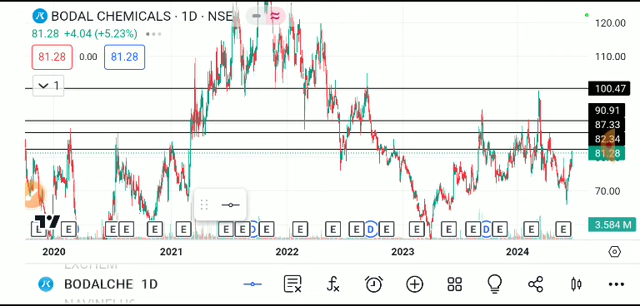 BODAL CHEMICALS · 1D · NSE
81.28 +4.04 (+5.23%)
81.28 0.00 81.28
1
120.00
110.00
100.47
90.91
87.33
82.34
81.28
70.00
3.584 M
E E E E E E E E D E E E D E E E E D E E E
2020 2021 2022 2023 2024
BODALCHE 1D